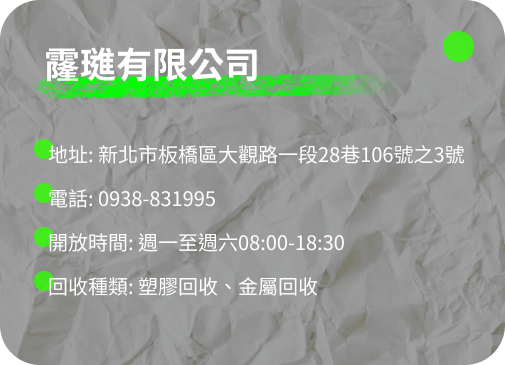 靃琟有限公司
地址: 新北市板橋區大觀路一段28巷106號之3號
電話: 0938-831995
開放時間: 週一至週六08:00-18:30
回收種類: 塑膠回收、金屬回收